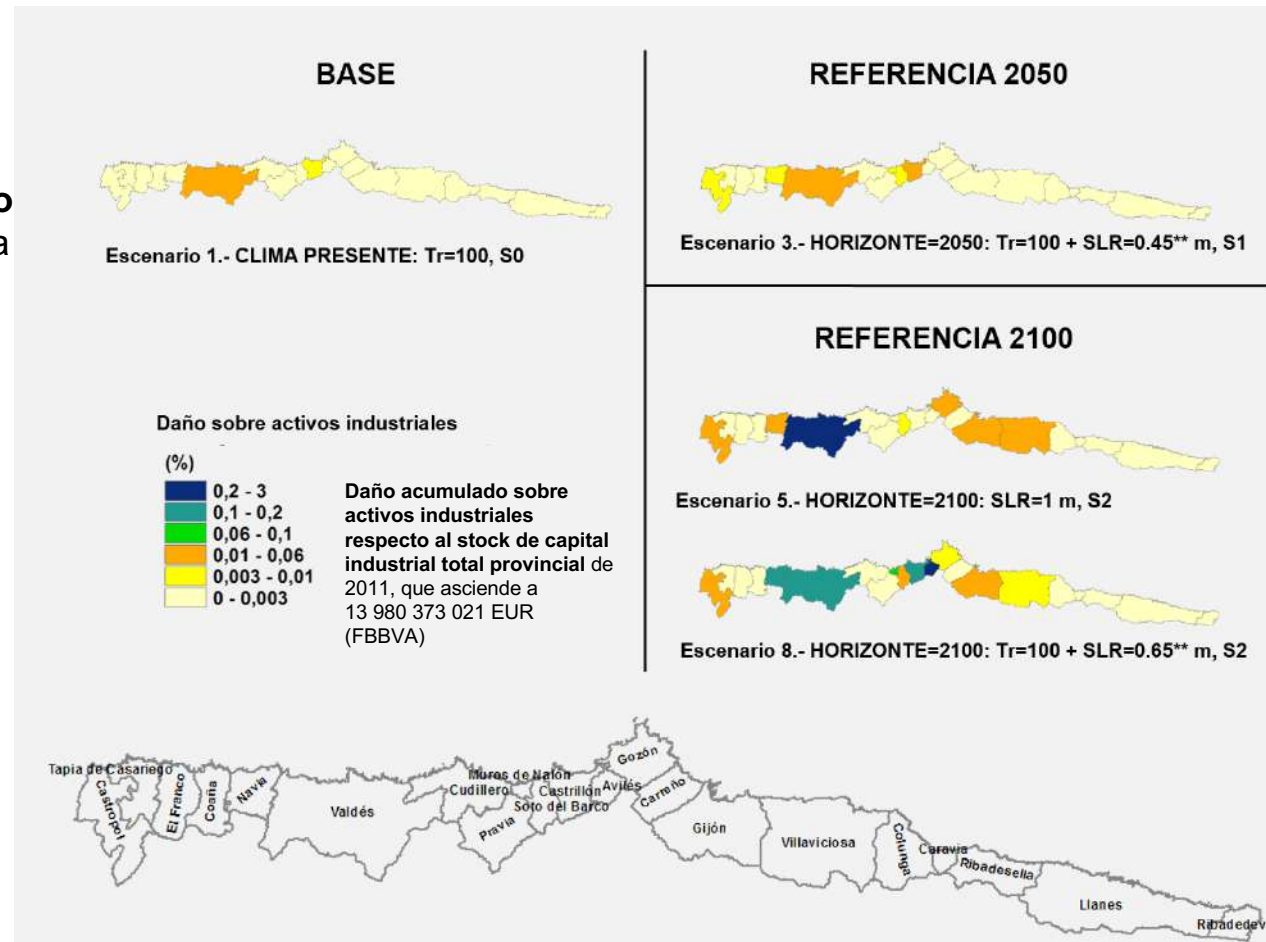 o
a
BASE
Escenario 1.- CLIMA PRESENTE: Tr=100, S0
REFERENCIA 2050
Escenario 3.- HORIZONTE=2050: Tr=100 + SLR=0.45** m, S1
REFERENCIA 2100
Escenario 5.- HORIZONTE=2100: SLR=1 m, S2
Escenario 8.- HORIZONTE=2100: Tr=100 + SLR=0.65** m, S2
Daño sobre activos industriales
(%)
0,2 - 3
0,1 - 0,2
0,06 - 0,1
0,01 - 0,06
0,003 - 0,01
0 - 0,003
Daño acumulado sobre
activos industriales
respecto al stock de capital
industrial total provincial de
2011, que asciende a
13 980 373 021 EUR
(FBBVA)
Tapia de Casariego
Castropol
El Franco
Coaña
Navia
Valdés
Muros de Nalón
Cudillero
Pravia
Castrillón
Soto del Barco
Avilés
Gozón
Carreño
Gijón
Villaviciosa
Colunga
Caravia
Ribadesella
Llanes
Ribadedev